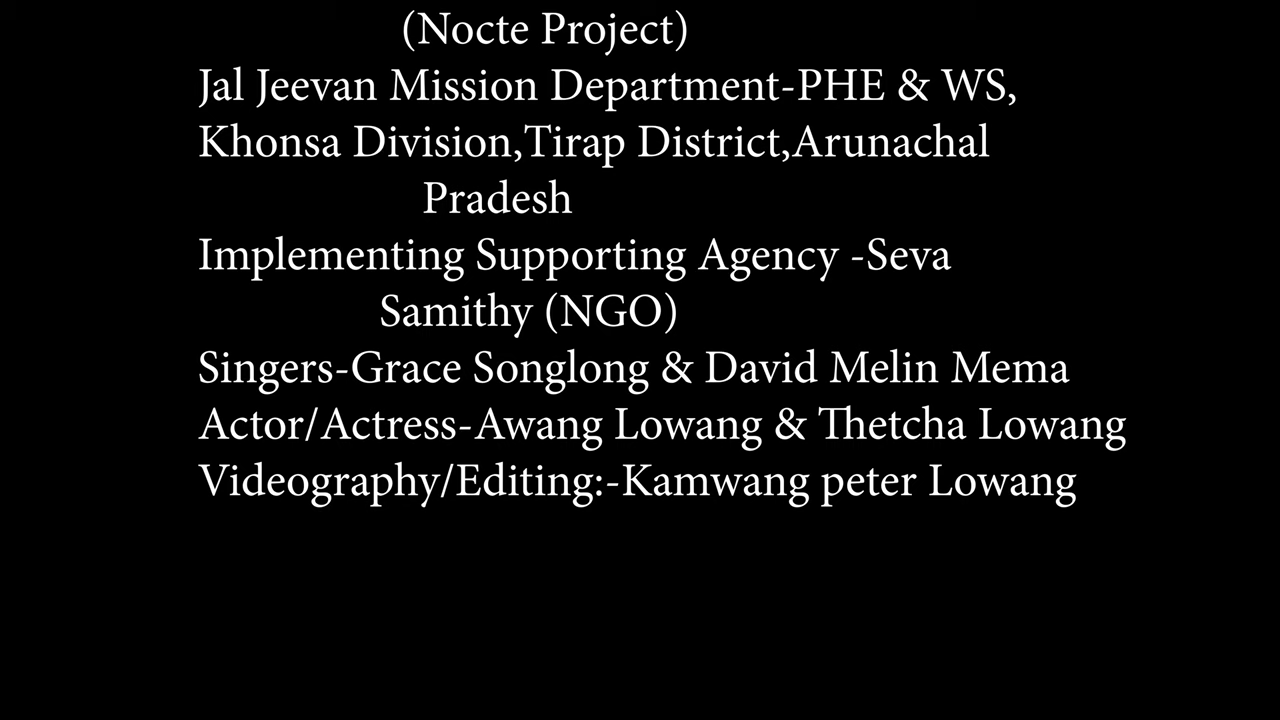 (Nocte Project)
Jal Jeevan Mission Department-PHE & WS,
Khonsa Division,Tirap District,Arunachal
Pradesh
Implementing Supporting Agency -Seva
Samithy (NGO)
Singers-Grace Songlong & David Melin Mema
Actor/Actress-Awang Lowang & Thetcha Lowang
Videography/Editing:-Kamwang peter Lowang